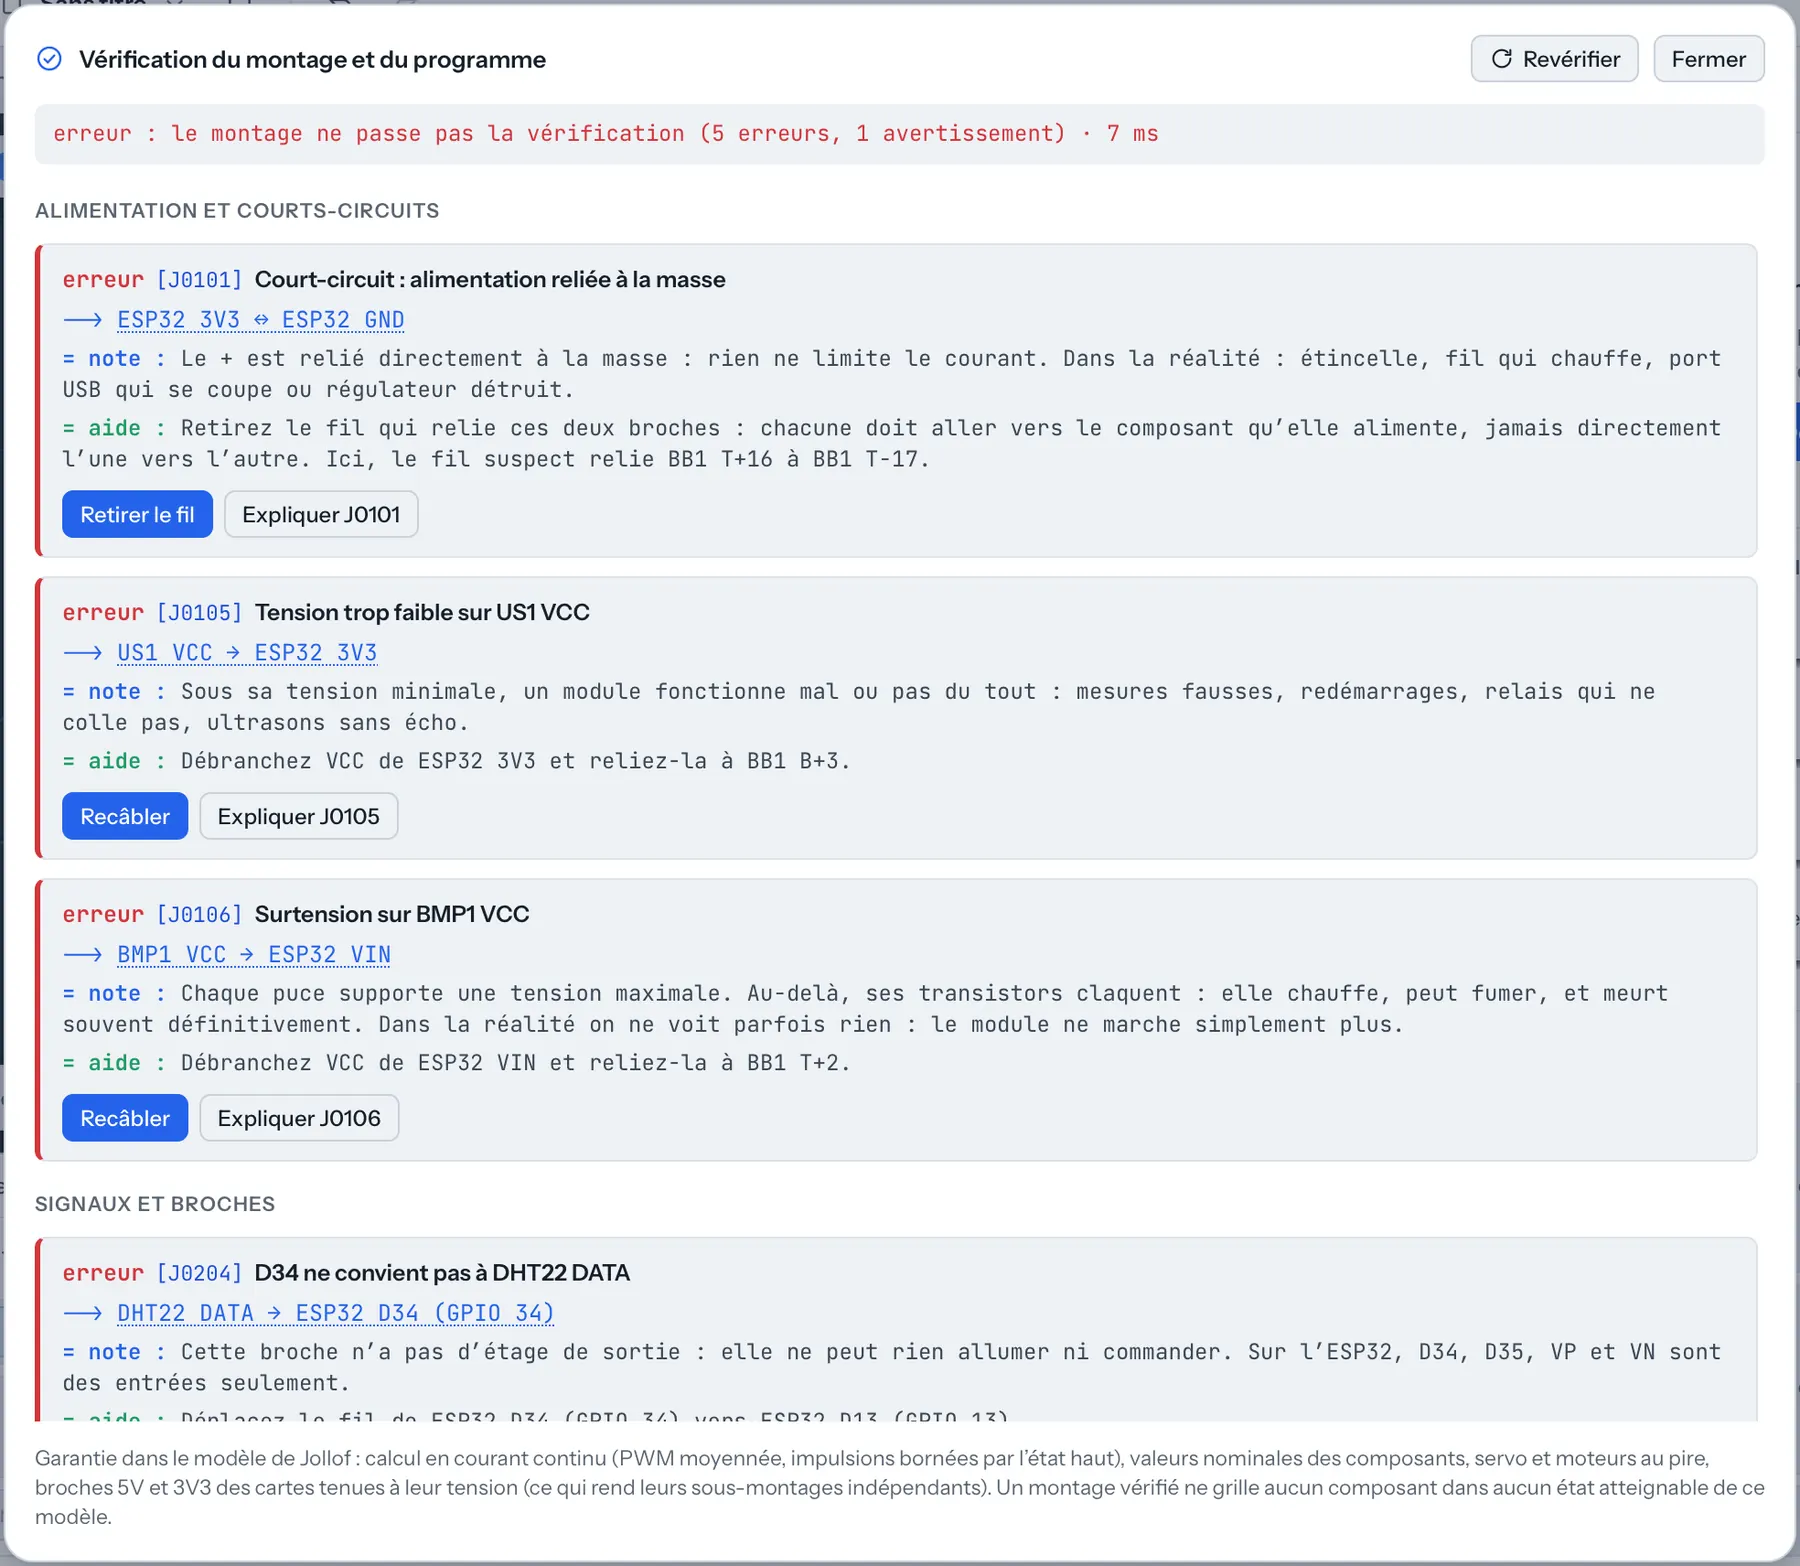 Sans titre
Vérification du montage et du programme
Revérifier
Fermer
erreur : le montage ne passe pas la vérification (5 erreurs, 1 avertissement) · 7 ms
ALIMENTATION ET COURTS-CIRCUITS
erreur [J0101] Court-circuit : alimentation reliée à la masse
⟶ ESP32 3V3 ↔ ESP32 GND
= note : Le + est relié directement à la masse : rien ne limite le courant. Dans la réalité : étincelle, fil qui chauffe, port
USB qui se coupe ou régulateur détruit.
= aide : Retirez le fil qui relie ces deux broches : chacune doit aller vers le composant qu’elle alimente, jamais directement
l’une vers l’autre. Ici, le fil suspect relie BB1 T+16 à BB1 T-17.
Retirer le fil
Expliquer J0101
erreur [J0105] Tension trop faible sur US1 VCC
⟶ US1 VCC → ESP32 3V3
= note : Sous sa tension minimale, un module fonctionne mal ou pas du tout : mesures fausses, redémarrages, relais qui ne
colle pas, ultrasons sans écho.
= aide : Débranchez VCC de ESP32 3V3 et reliez-la à BB1 B+3.
Recâbler
Expliquer J0105
erreur [J0106] Surtension sur BMP1 VCC
⟶ BMP1 VCC → ESP32 VIN
= note : Chaque puce supporte une tension maximale. Au-delà, ses transistors claquent : elle chauffe, peut fumer, et meurt
souvent définitivement. Dans la réalité on ne voit parfois rien : le module ne marche simplement plus.
= aide : Débranchez VCC de ESP32 VIN et reliez-la à BB1 T+2.
Recâbler
Expliquer J0106
SIGNAUX ET BROCHES
erreur [J0204] D34 ne convient pas à DHT22 DATA
⟶ DHT22 DATA → ESP32 D34 (GPIO 34)
= note : Cette broche n’a pas d’étage de sortie : elle ne peut rien allumer ni commander. Sur l’ESP32, D34, D35, VP et VN sont
des entrées seulement.
= aide : Déplacez le fil de ESP32 D34 (GPIO 34) vers ESP32 D13 (GPIO 13)
Garantie dans le modèle de Jollof : calcul en courant continu (PWM moyennée, impulsions bornées par l’état haut), valeurs nominales des composants, servo et moteurs au pire,
broches 5V et 3V3 des cartes tenues à leur tension (ce qui rend leurs sous-montages indépendants). Un montage vérifié ne grille aucun composant dans aucun état atteignable de ce
modèle.